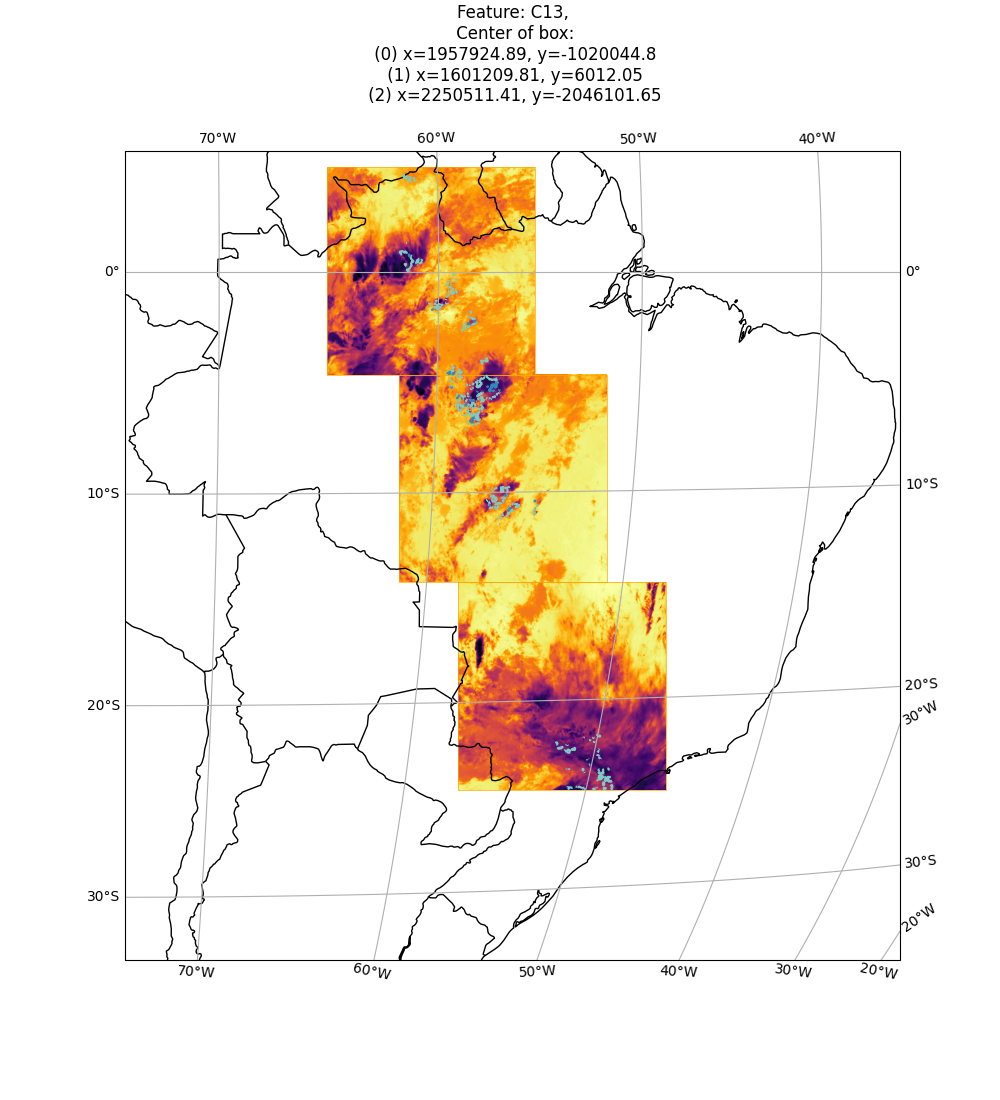 Feature: C13,
Center of box:
(0) x=1957924.89, y=-1020044.8
(1) x=1601209.81, y=6012.05
(2) x=2250511.41, y=-2046101.65
70°W 60°W 50°W 40°W
0° 0°
10°S 10°S
20°S 20°S
30°W
30°S 30°S
20°W
70°W 60°W 50°W 40°W 30°W 20°W